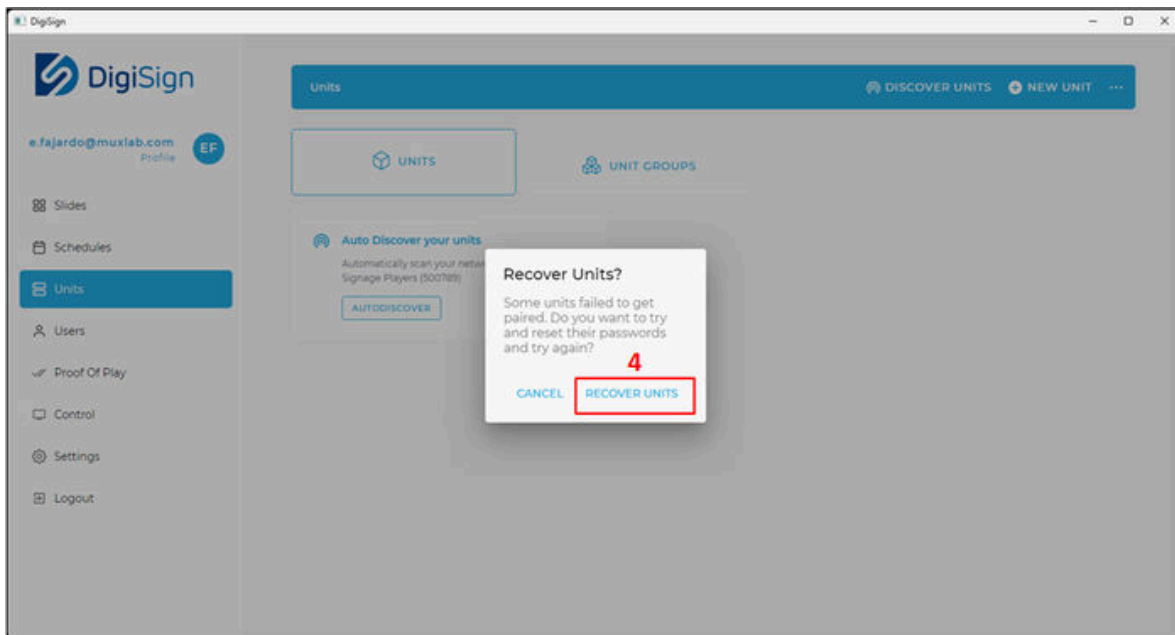 DigiSign
DigiSign
e.fajardo@muxlab.com
Profile
EF
Slides
Schedules
Units
Users
Proof Of Play
Control
Settings
Logout
Units
DISCOVER UNITS
NEW UNIT
UNITS
UNIT GROUPS
Auto Discover your units
Automatically scan your
Signage Players (500789)
AUTODISCOVER
Recover Units?
Some units failed to get
paired. Do you want to try
and reset their passwords
and try again?
4
CANCEL
RECOVER UNITS